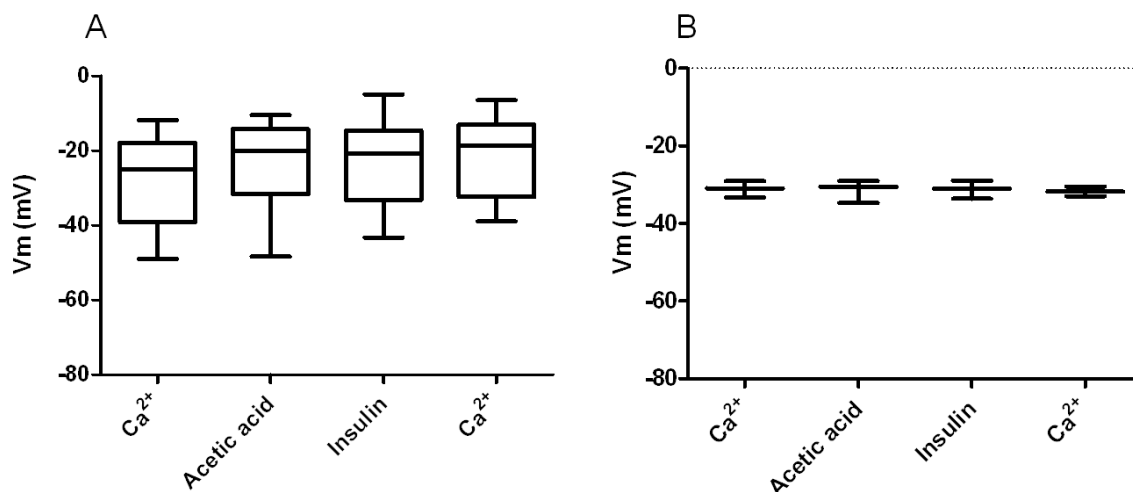 A
0
-20
-40
-60
-80
Vm (mV)
Ca²⁺
Acetic acid
Insulin
Ca²⁺
B
0
-20
-40
-60
-80
Vm (mV)
Ca²⁺
Acetic acid
Insulin
Ca²⁺